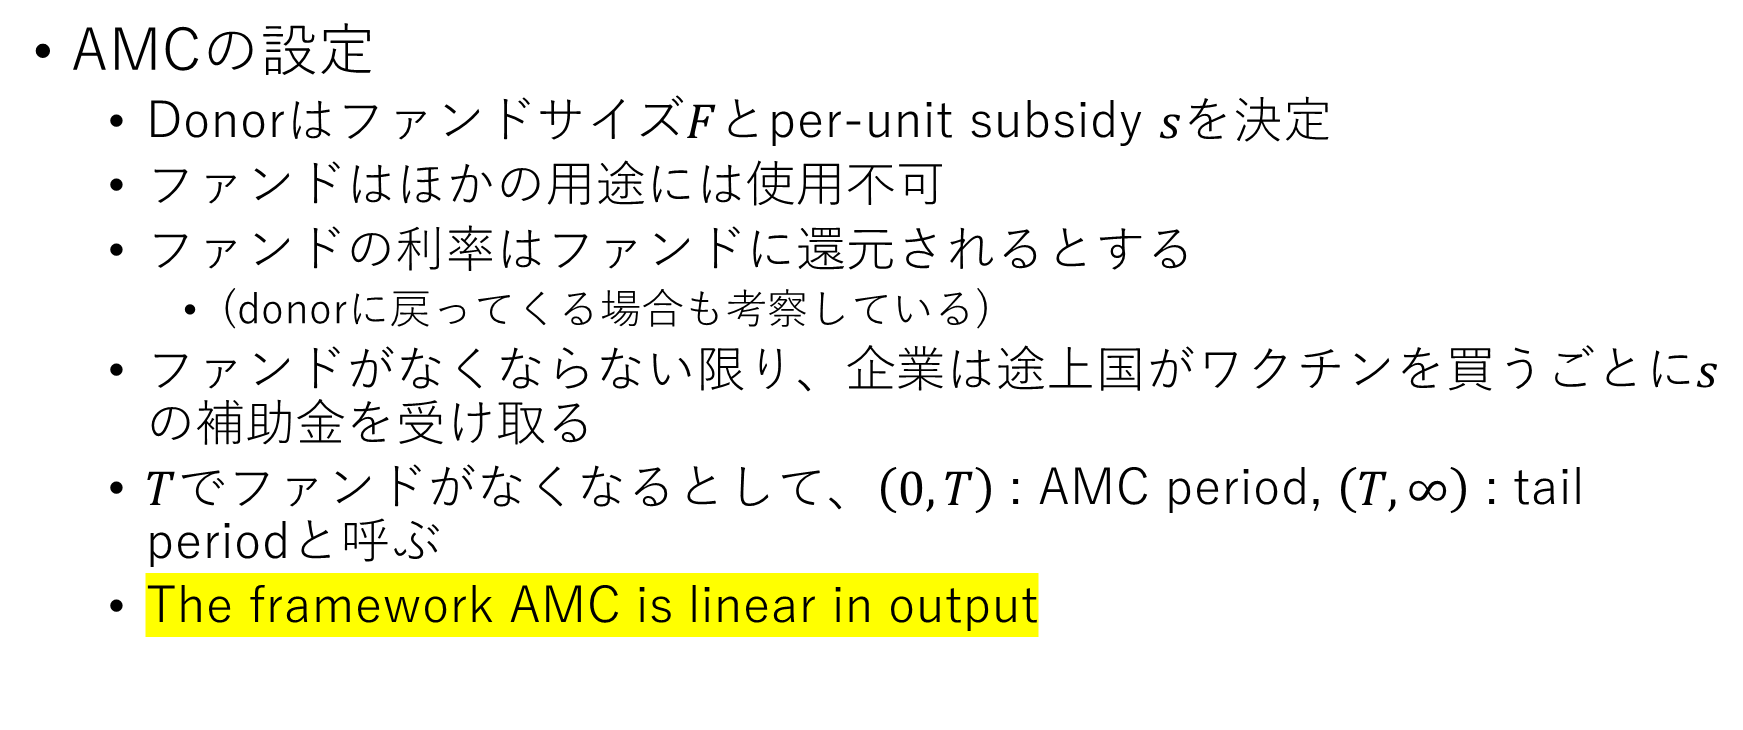 • AMCの設定
• DonorはファンドサイズFとper-unit subsidy sを決定
• ファンドはほかの用途には使用不可
• ファンドの利率はファンドに還元されるとする
• (donorに戻ってくる場合も考察している)
• ファンドがなくならない限り、企業は途上国がワクチンを買うごとにs
の補助金を受け取る
• Tでファンドがなくなるとして、(0,T) : AMC period, (T,∞) : tail
periodと呼ぶ
• The framework AMC is linear in output